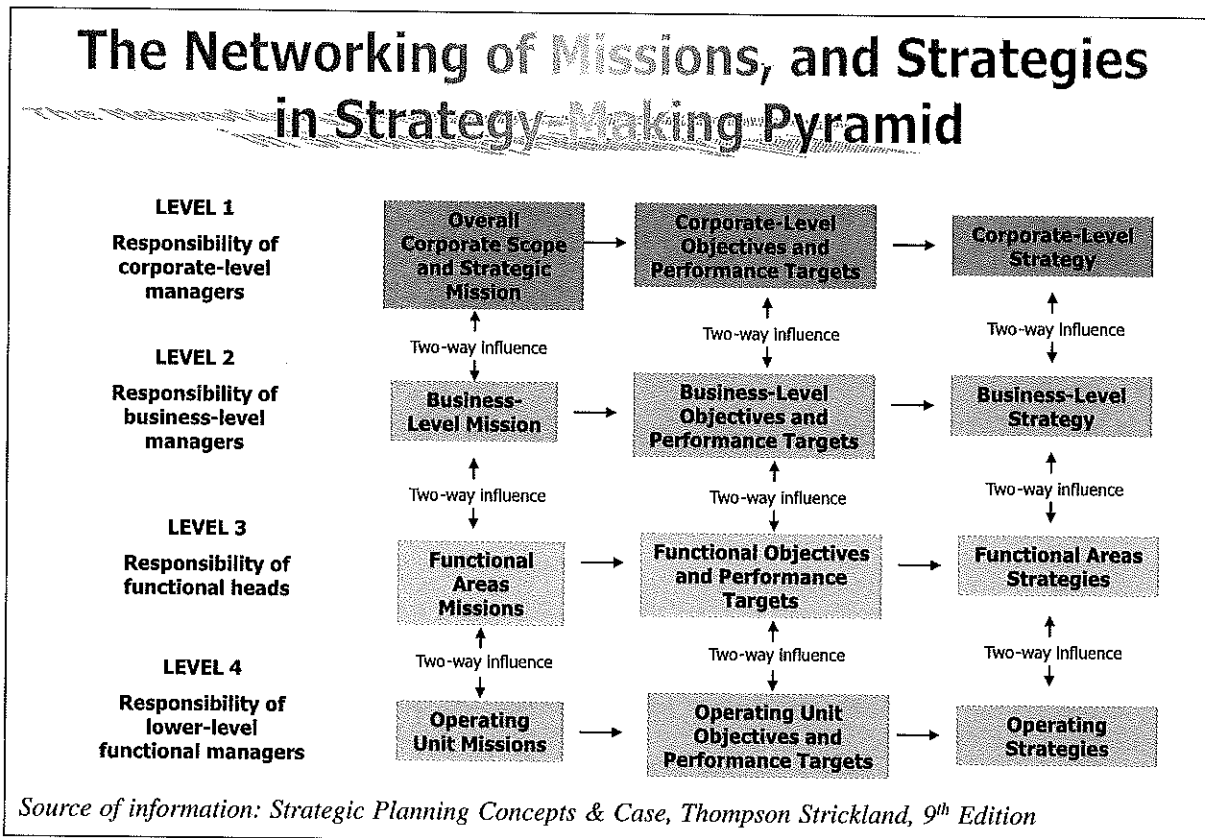 The Networking of Missions, and Strategies
in Strategy-Making Pyramid
LEVEL 1
Responsibility of
corporate-level
managers
Overall
Corporate Scope
and Strategic
Mission
Corporate-Level
Objectives and
Performance Targets
Corporate-Level
Strategy
Two-way influence
Two-way influence
Two-way influence
LEVEL 2
Responsibility of
business-level
managers
Business-
Level Mission
Business-Level
Objectives and
Performance Targets
Business-Level
Strategy
Two-way influence
Two-way influence
Two-way influence
LEVEL 3
Responsibility of
functional heads
Functional
Areas
Missions
Functional Objectives
and Performance
Targets
Functional Areas
Strategies
Two-way influence
Two-way influence
Two-way influence
LEVEL 4
Responsibility of
lower-level
functional managers
Operating
Unit Missions
Operating Unit
Objectives and
Performance Targets
Operating
Strategies
Source of information: Strategic Planning Concepts & Case, Thompson Strickland, 9th Edition